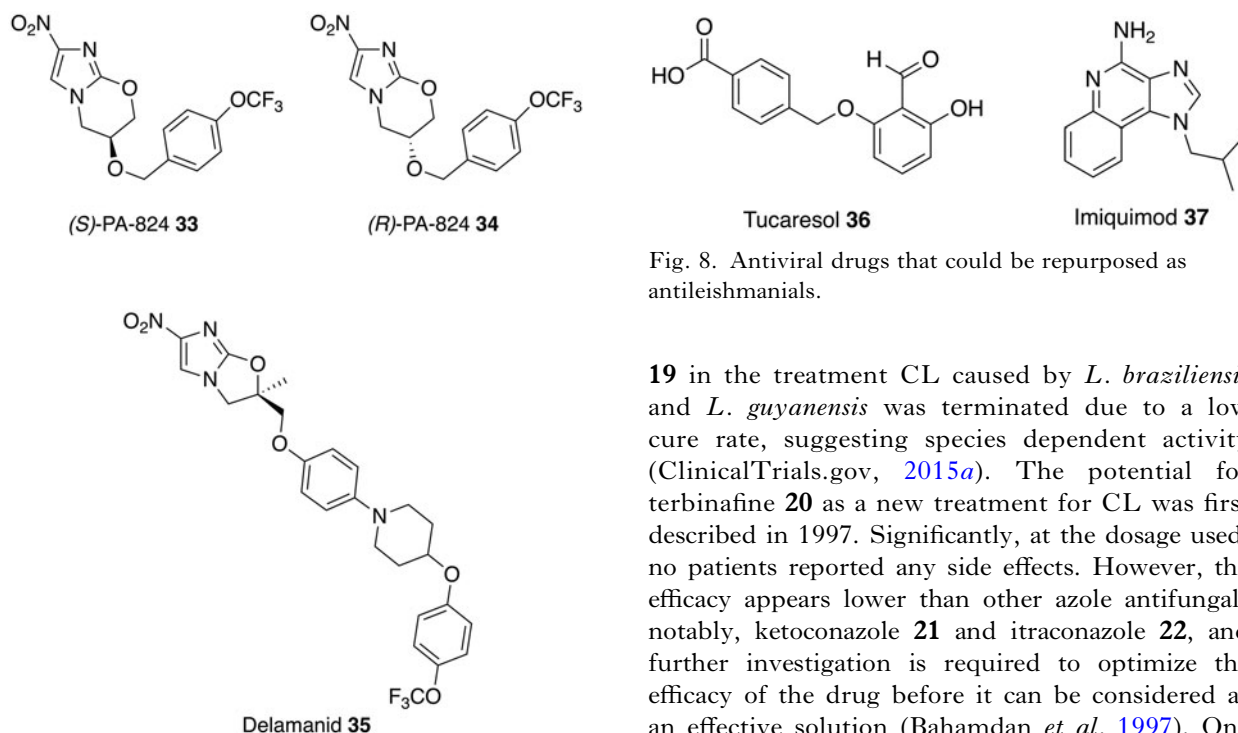 O2N
N
N
O
OCF3
O
(S)-PA-824 33
O2N
N
N
O
OCF3
O
(R)-PA-824 34
O2N
N
N
O
O
N
O
F3CO
Delamanid 35
O
HO
O
H
O
OH
Tucaresol 36
NH2
N
N
N
Imiquimod 37
Fig. 8. Antiviral drugs that could be repurposed as
antileishmanials.
19 in the treatment CL caused by L. braziliensi
and L. guyanensis was terminated due to a low
cure rate, suggesting species dependent activity
(ClinicalTrials.gov, 2015a). The potential fo
terbinafine 20 as a new treatment for CL was firs
described in 1997. Significantly, at the dosage used
no patients reported any side effects. However, th
efficacy appears lower than other azole antifungal
notably, ketoconazole 21 and itraconazole 22, and
further investigation is required to optimize th
efficacy of the drug before it can be considered a
an effective solution (Bahamdan et al. 1997). On